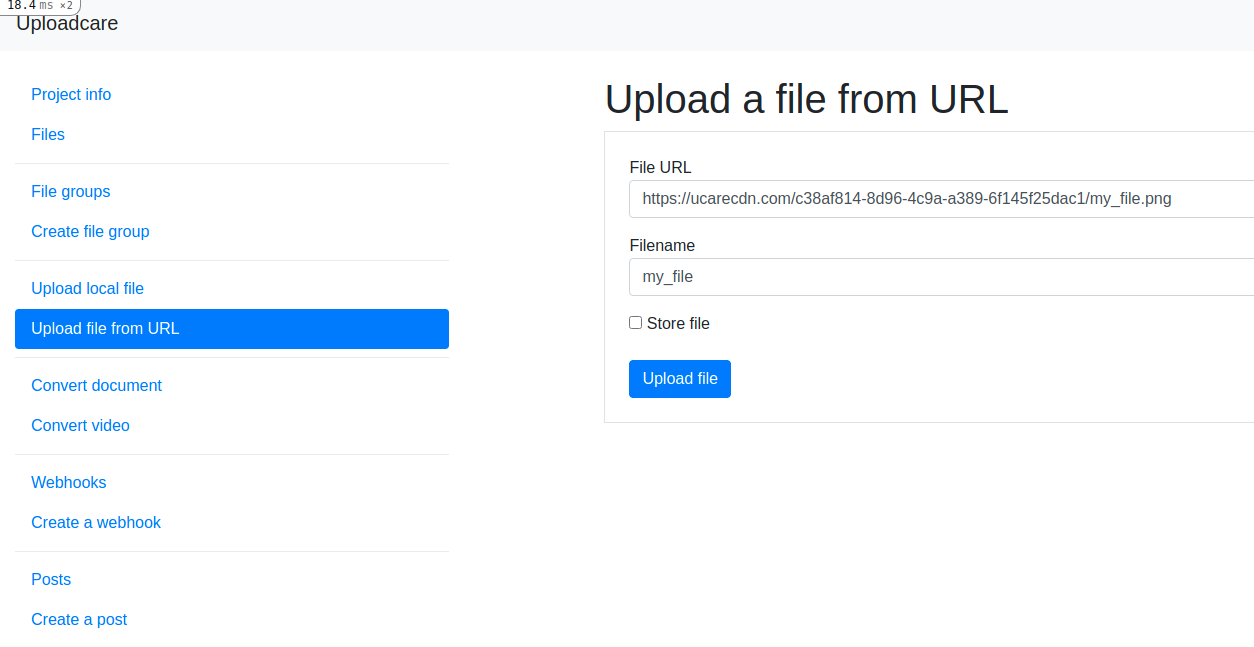 18.4 ms ×2
Uploadcare
Project info
Files
File groups
Create file group
Upload local file
Upload file from URL
Convert document
Convert video
Webhooks
Create a webhook
Posts
Create a post
Upload a file from URL
File URL
https://ucarecdn.com/c38af814-8d96-4c9a-a389-6f145f25dac1/my_file.png
Filename
my_file
Store file
Upload file